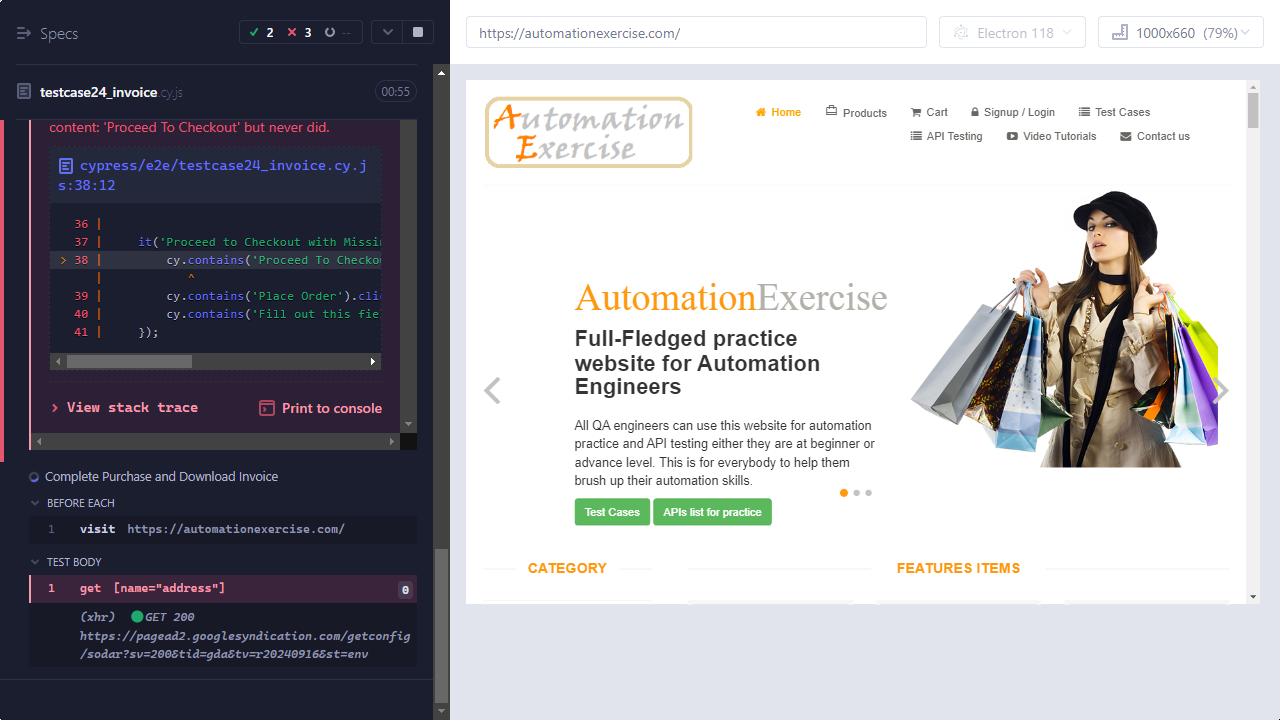 Specs
2
3
--
testcase24_invoice.cy.js
00:55
content: 'Proceed To Checkout' but never did.
cypress/e2e/testcase24_invoice.cy.j
s:38:12
36 |
37 | it('Proceed to Checkout with Missin
> 38 | cy.contains('Proceed To Checkou
| ^
39 | cy.contains('Place Order').clic
40 | cy.contains('Fill out this fie
41 | });
View stack trace
Print to console
Complete Purchase and Download Invoice
BEFORE EACH
1 visit https://automationexercise.com/
TEST BODY
1 get [name="address"] 0
(xhr) GET 200
https://pagead2.googlesyndication.com/getconfig
/sodar?sv=200&tid=gda&tv=r20240916&st=env
https://automationexercise.com/
Electron 118
1000x660 (79%)
Automation
Exercise
Home
Products
Cart
Signup / Login
Test Cases
API Testing
Video Tutorials
Contact us
AutomationExercise
Full-Fledged practice
website for Automation
Engineers
All QA engineers can use this website for automation
practice and API testing either they are at beginner or
advance level. This is for everybody to help them
brush up their automation skills.
Test Cases
APIs list for practice
CATEGORY
FEATURES ITEMS